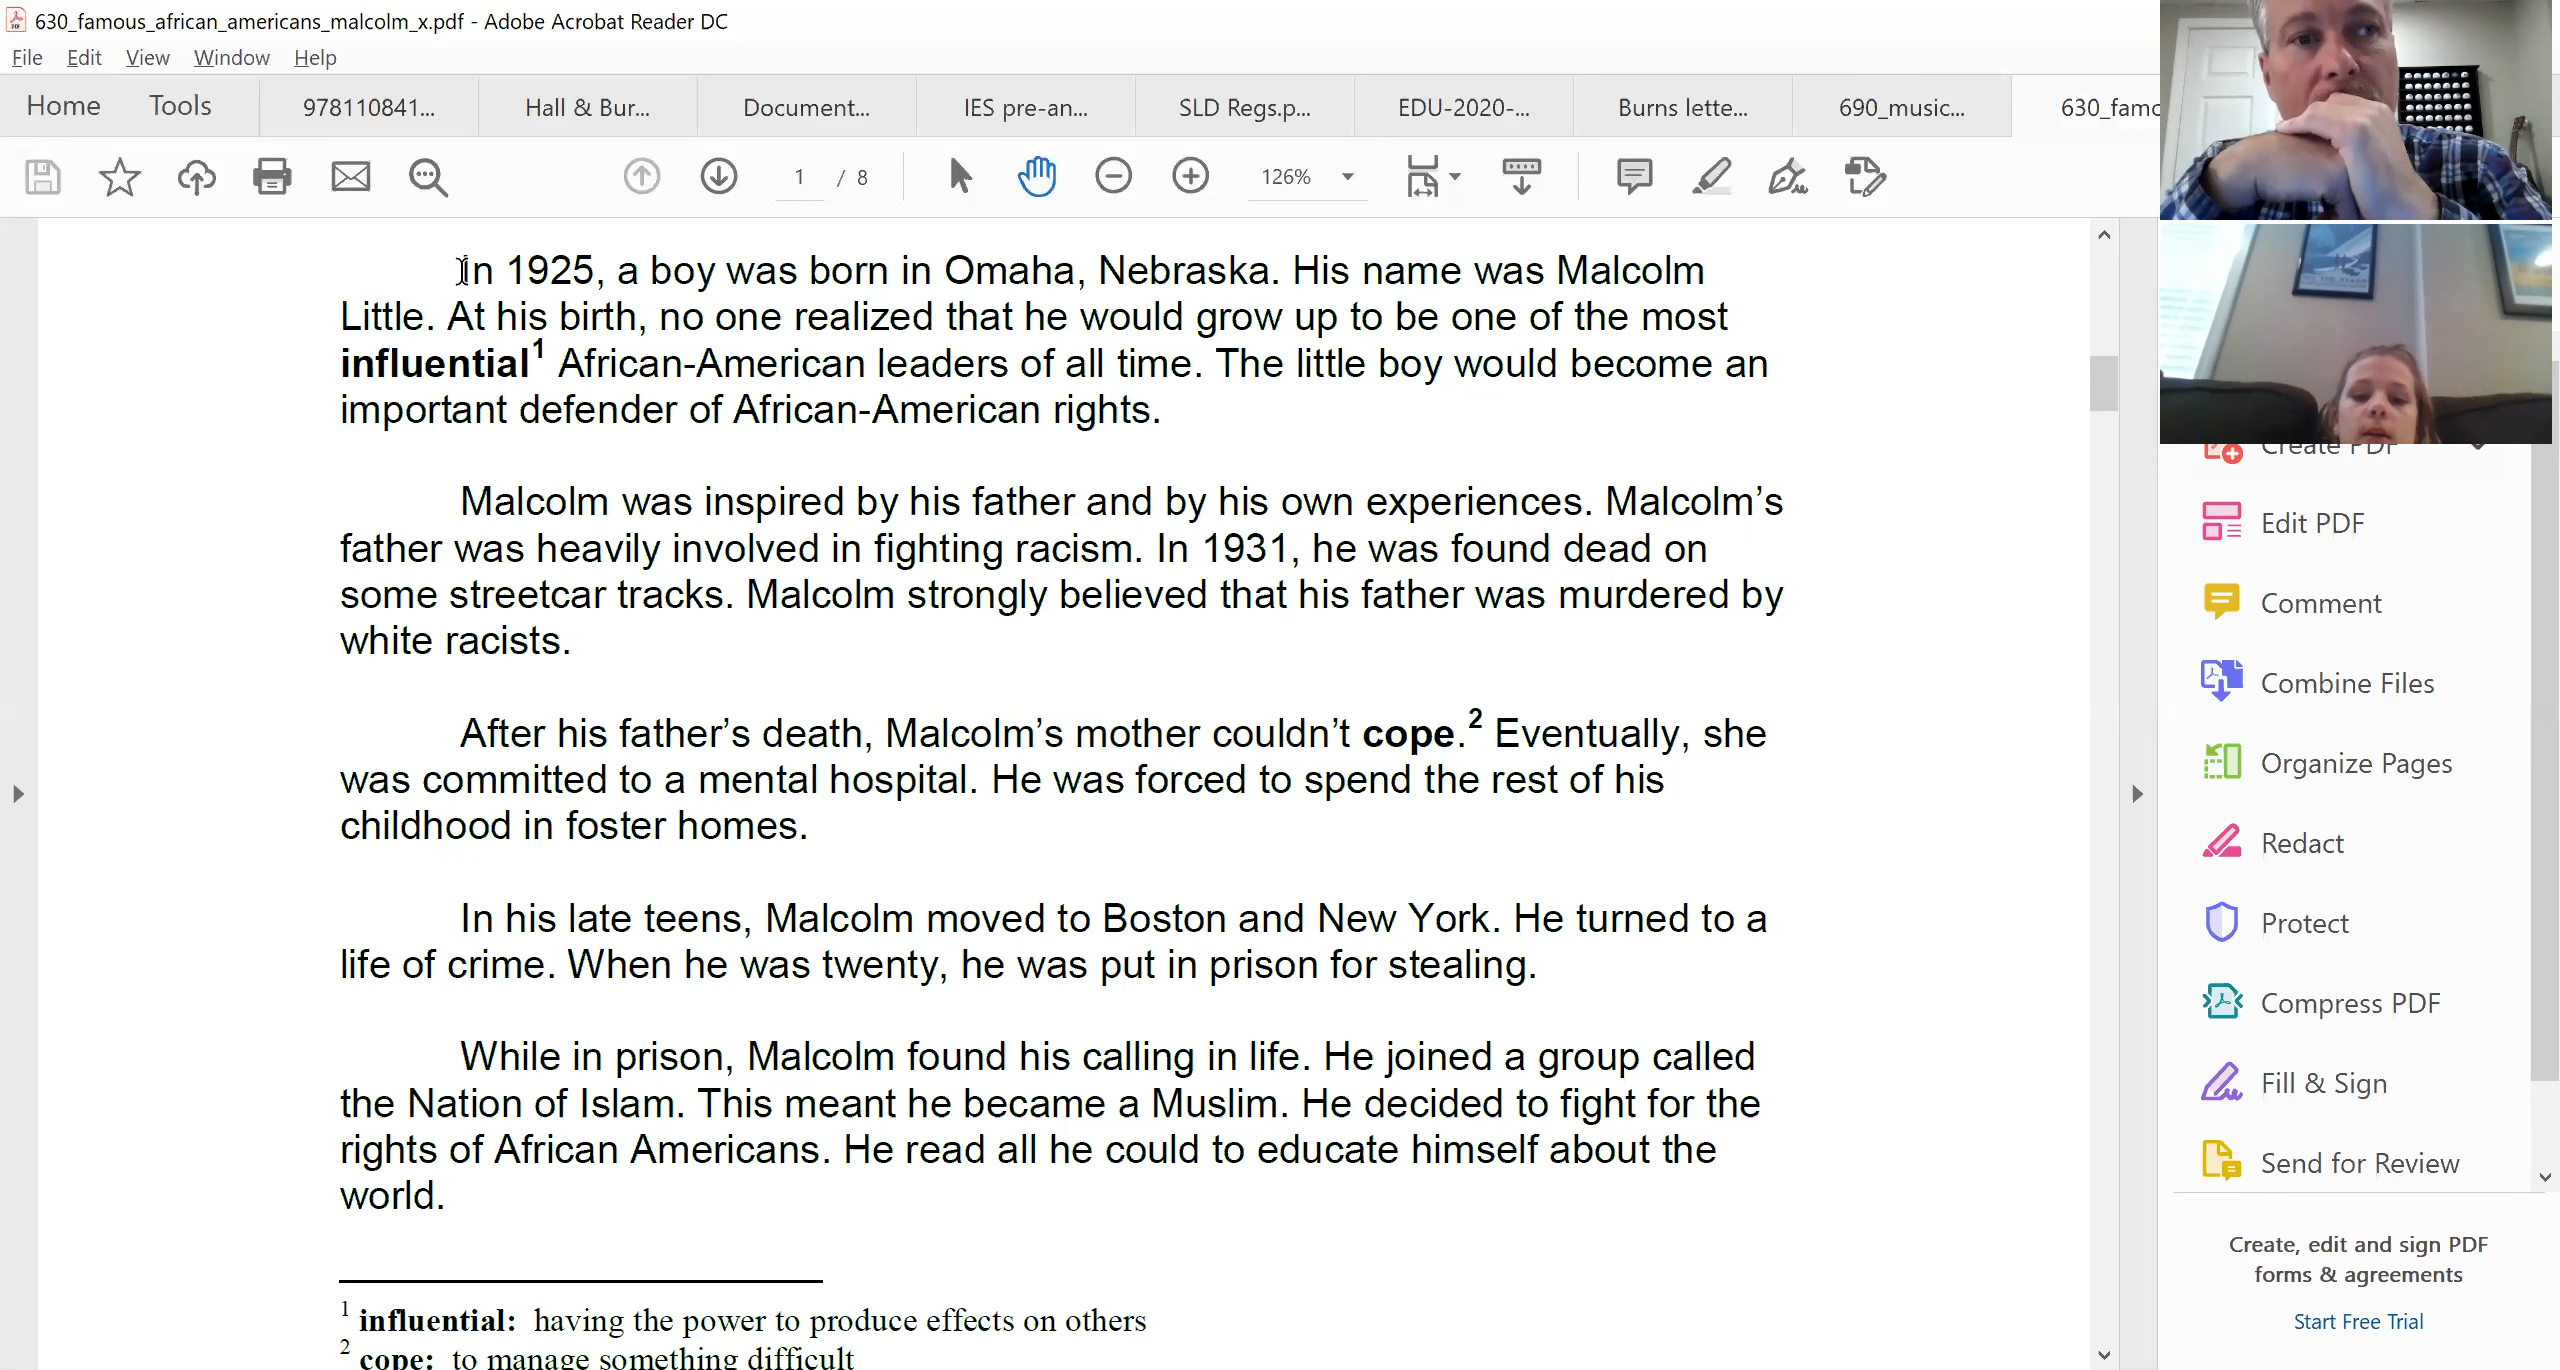 630_famous_african_americans_malcolm_x.pdf - Adobe Acrobat Reader DC
File Edit View Window Help
Home Tools 978110841... Hall & Bur... Document... IES pre-an... SLD Regs.p... EDU-2020-... Burns lette... 690_music... 630_famo
1 / 8 126%
In 1925, a boy was born in Omaha, Nebraska. His name was Malcolm
Little. At his birth, no one realized that he would grow up to be one of the most
influential¹ African-American leaders of all time. The little boy would become an
important defender of African-American rights.
Malcolm was inspired by his father and by his own experiences. Malcolm’s
father was heavily involved in fighting racism. In 1931, he was found dead on
some streetcar tracks. Malcolm strongly believed that his father was murdered by
white racists.
After his father’s death, Malcolm’s mother couldn’t cope.² Eventually, she
was committed to a mental hospital. He was forced to spend the rest of his
childhood in foster homes.
In his late teens, Malcolm moved to Boston and New York. He turned to a
life of crime. When he was twenty, he was put in prison for stealing.
While in prison, Malcolm found his calling in life. He joined a group called
the Nation of Islam. This meant he became a Muslim. He decided to fight for the
rights of African Americans. He read all he could to educate himself about the
world.
¹ influential: having the power to produce effects on others
² cope: to manage something difficult
Create PDF
Edit PDF
Comment
Combine Files
Organize Pages
Redact
Protect
Compress PDF
Fill & Sign
Send for Review
Create, edit and sign PDF
forms & agreements
Start Free Trial